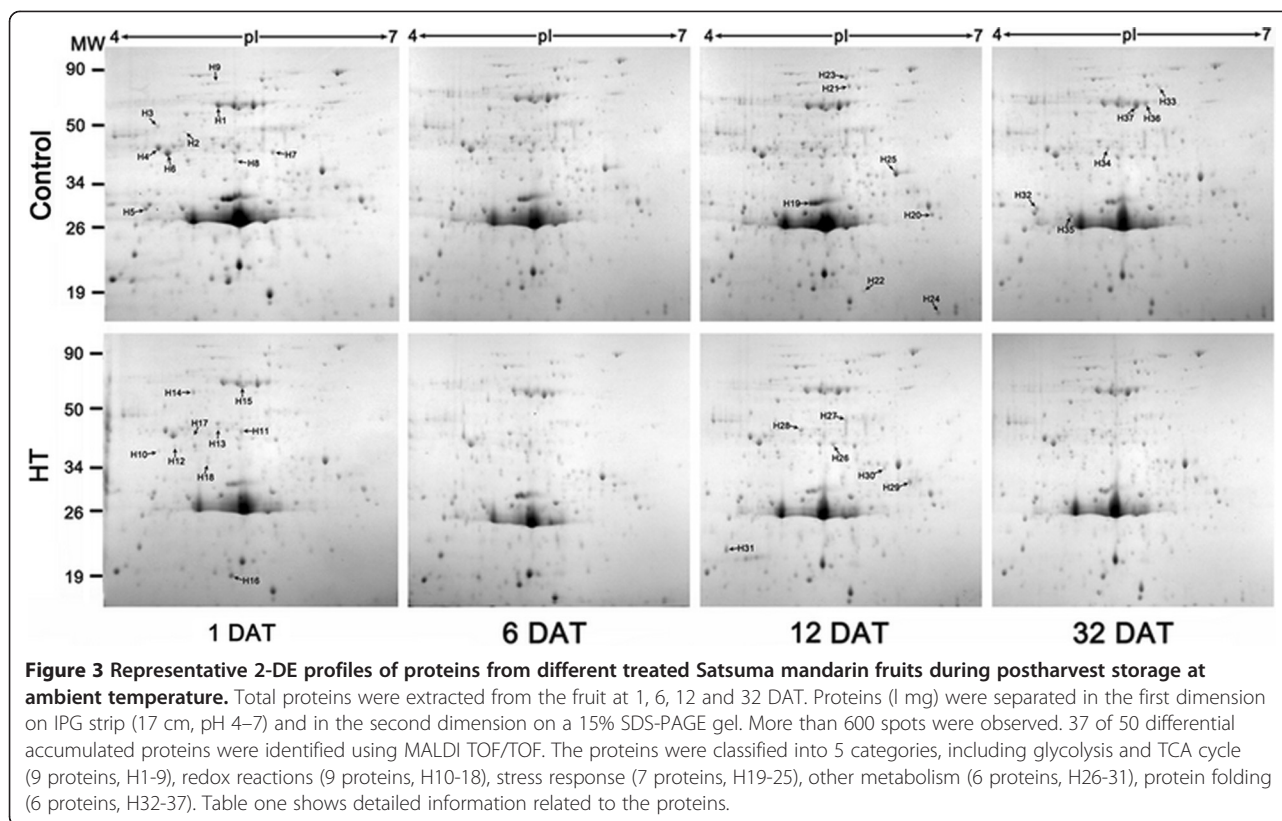 MW
4 pI 7
4 pI 7
4 pI 7
4 pI 7
Control
90
50
34
26
19
H9
H1
H3
H2
H4
H6
H8
H7
H5
H23
H21
H25
H19
H20
H22
H24
H33
H37
H36
H34
H32
H35
HT
90
50
34
26
19
H14
H15
H17
H13
H11
H10
H12
H18
H16
H27
H28
H26
H30
H29
H31
1 DAT
6 DAT
12 DAT
32 DAT
Figure 3 Representative 2-DE profiles of proteins from different treated Satsuma mandarin fruits during postharvest storage at
ambient temperature. Total proteins were extracted from the fruit at 1, 6, 12 and 32 DAT. Proteins (l mg) were separated in the first dimension
on IPG strip (17 cm, pH 4–7) and in the second dimension on a 15% SDS-PAGE gel. More than 600 spots were observed. 37 of 50 differential
accumulated proteins were identified using MALDI TOF/TOF. The proteins were classified into 5 categories, including glycolysis and TCA cycle
(9 proteins, H1-9), redox reactions (9 proteins, H10-18), stress response (7 proteins, H19-25), other metabolism (6 proteins, H26-31), protein folding
(6 proteins, H32-37). Table one shows detailed information related to the proteins.